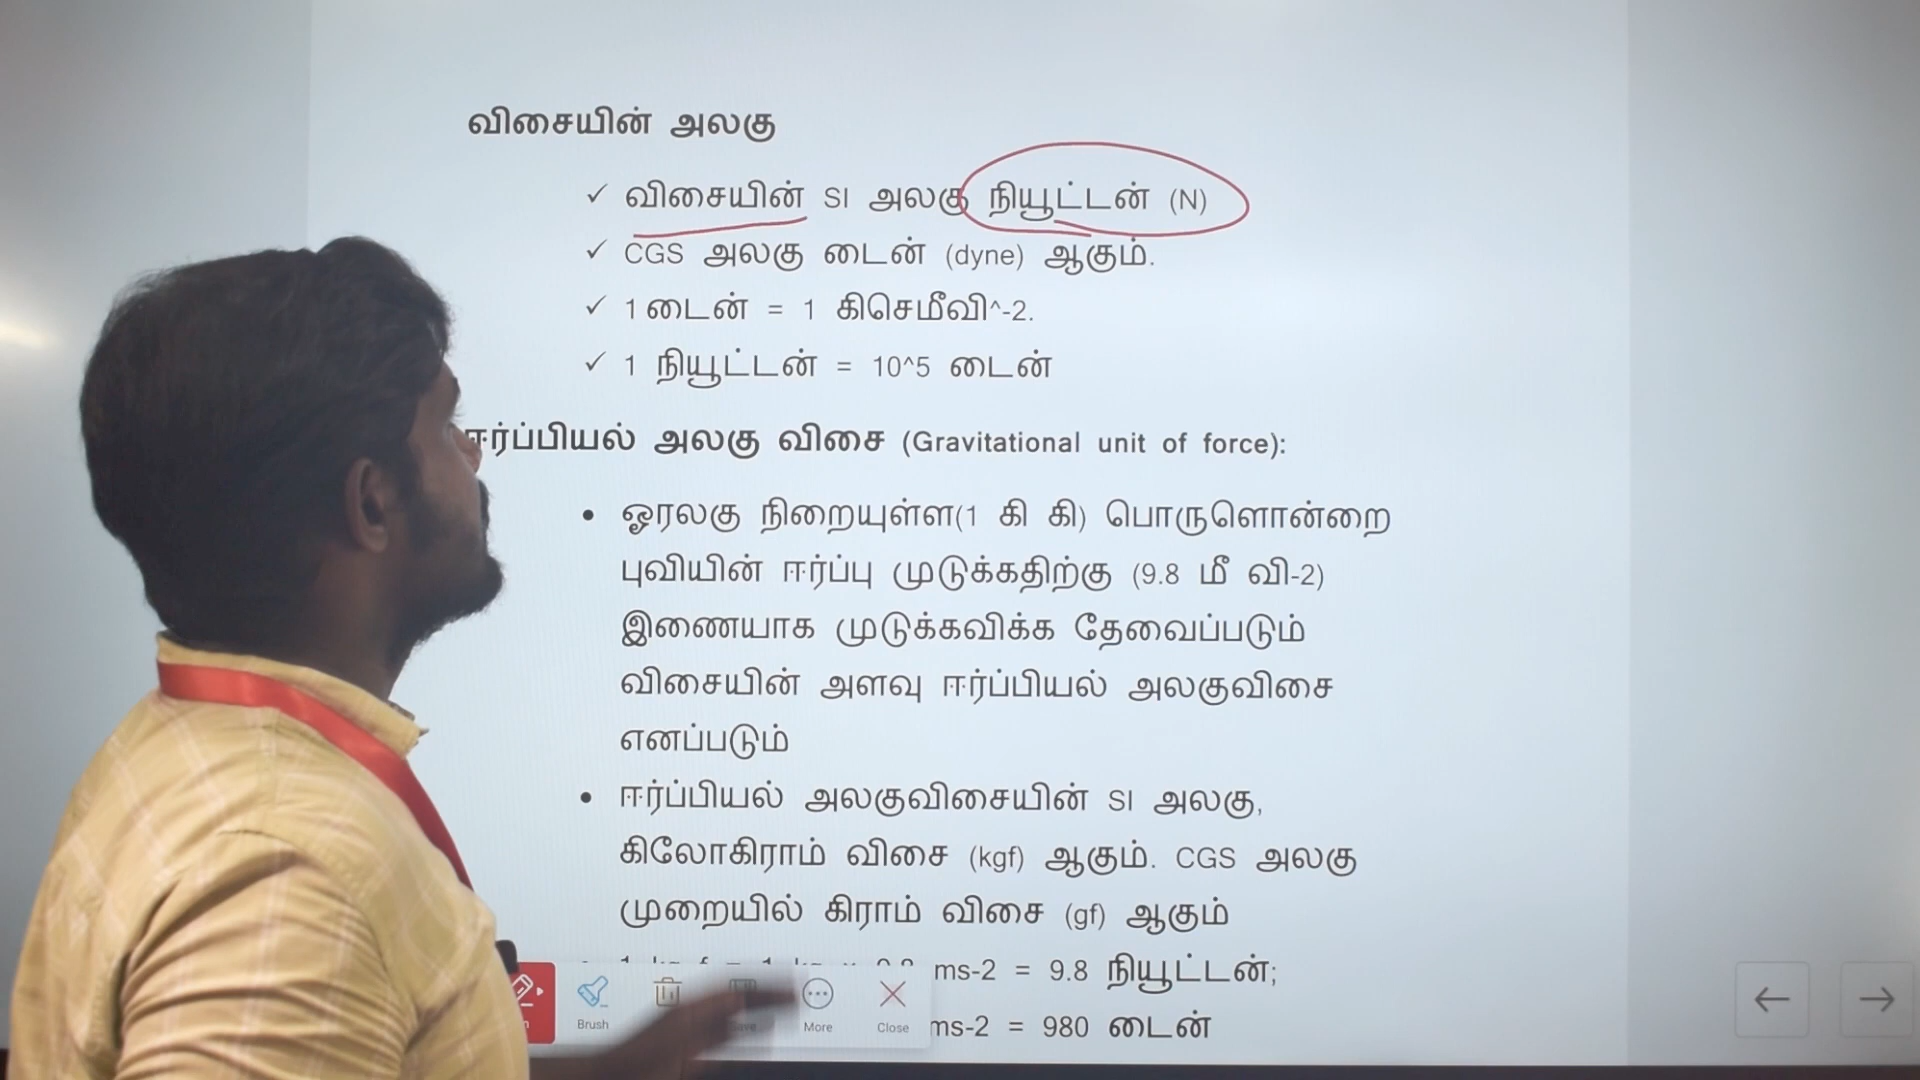 விசையின் அலகு
✓ விசையின் SI அலகு நியூட்டன் (N)
✓ CGS அலகு டைன் (dyne) ஆகும்.
✓ 1டைன் = 1 கிசெமீவி^-2.
✓ 1 நியூட்டன் = 10^5 டைன்
ஈர்ப்பியல் அலகு விசை (Gravitational unit of force):
• ஓரலகு நிறையுள்ள(1 கி கி) பொருளொன்றை
புவியின் ஈர்ப்பு முடுக்கதிற்கு (9.8 மீ வி-2)
இணையாக முடுக்கவிக்க தேவைப்படும்
விசையின் அளவு ஈர்ப்பியல் அலகுவிசை
எனப்படும்
• ஈர்ப்பியல் அலகுவிசையின் SI அலகு,
கிலோகிராம் விசை (kgf) ஆகும். CGS அலகு
முறையில் கிராம் விசை (gf) ஆகும்
ms-2 = 9.8 நியூட்டன்;
ms-2 = 980 டைன்
Brush Save More Close